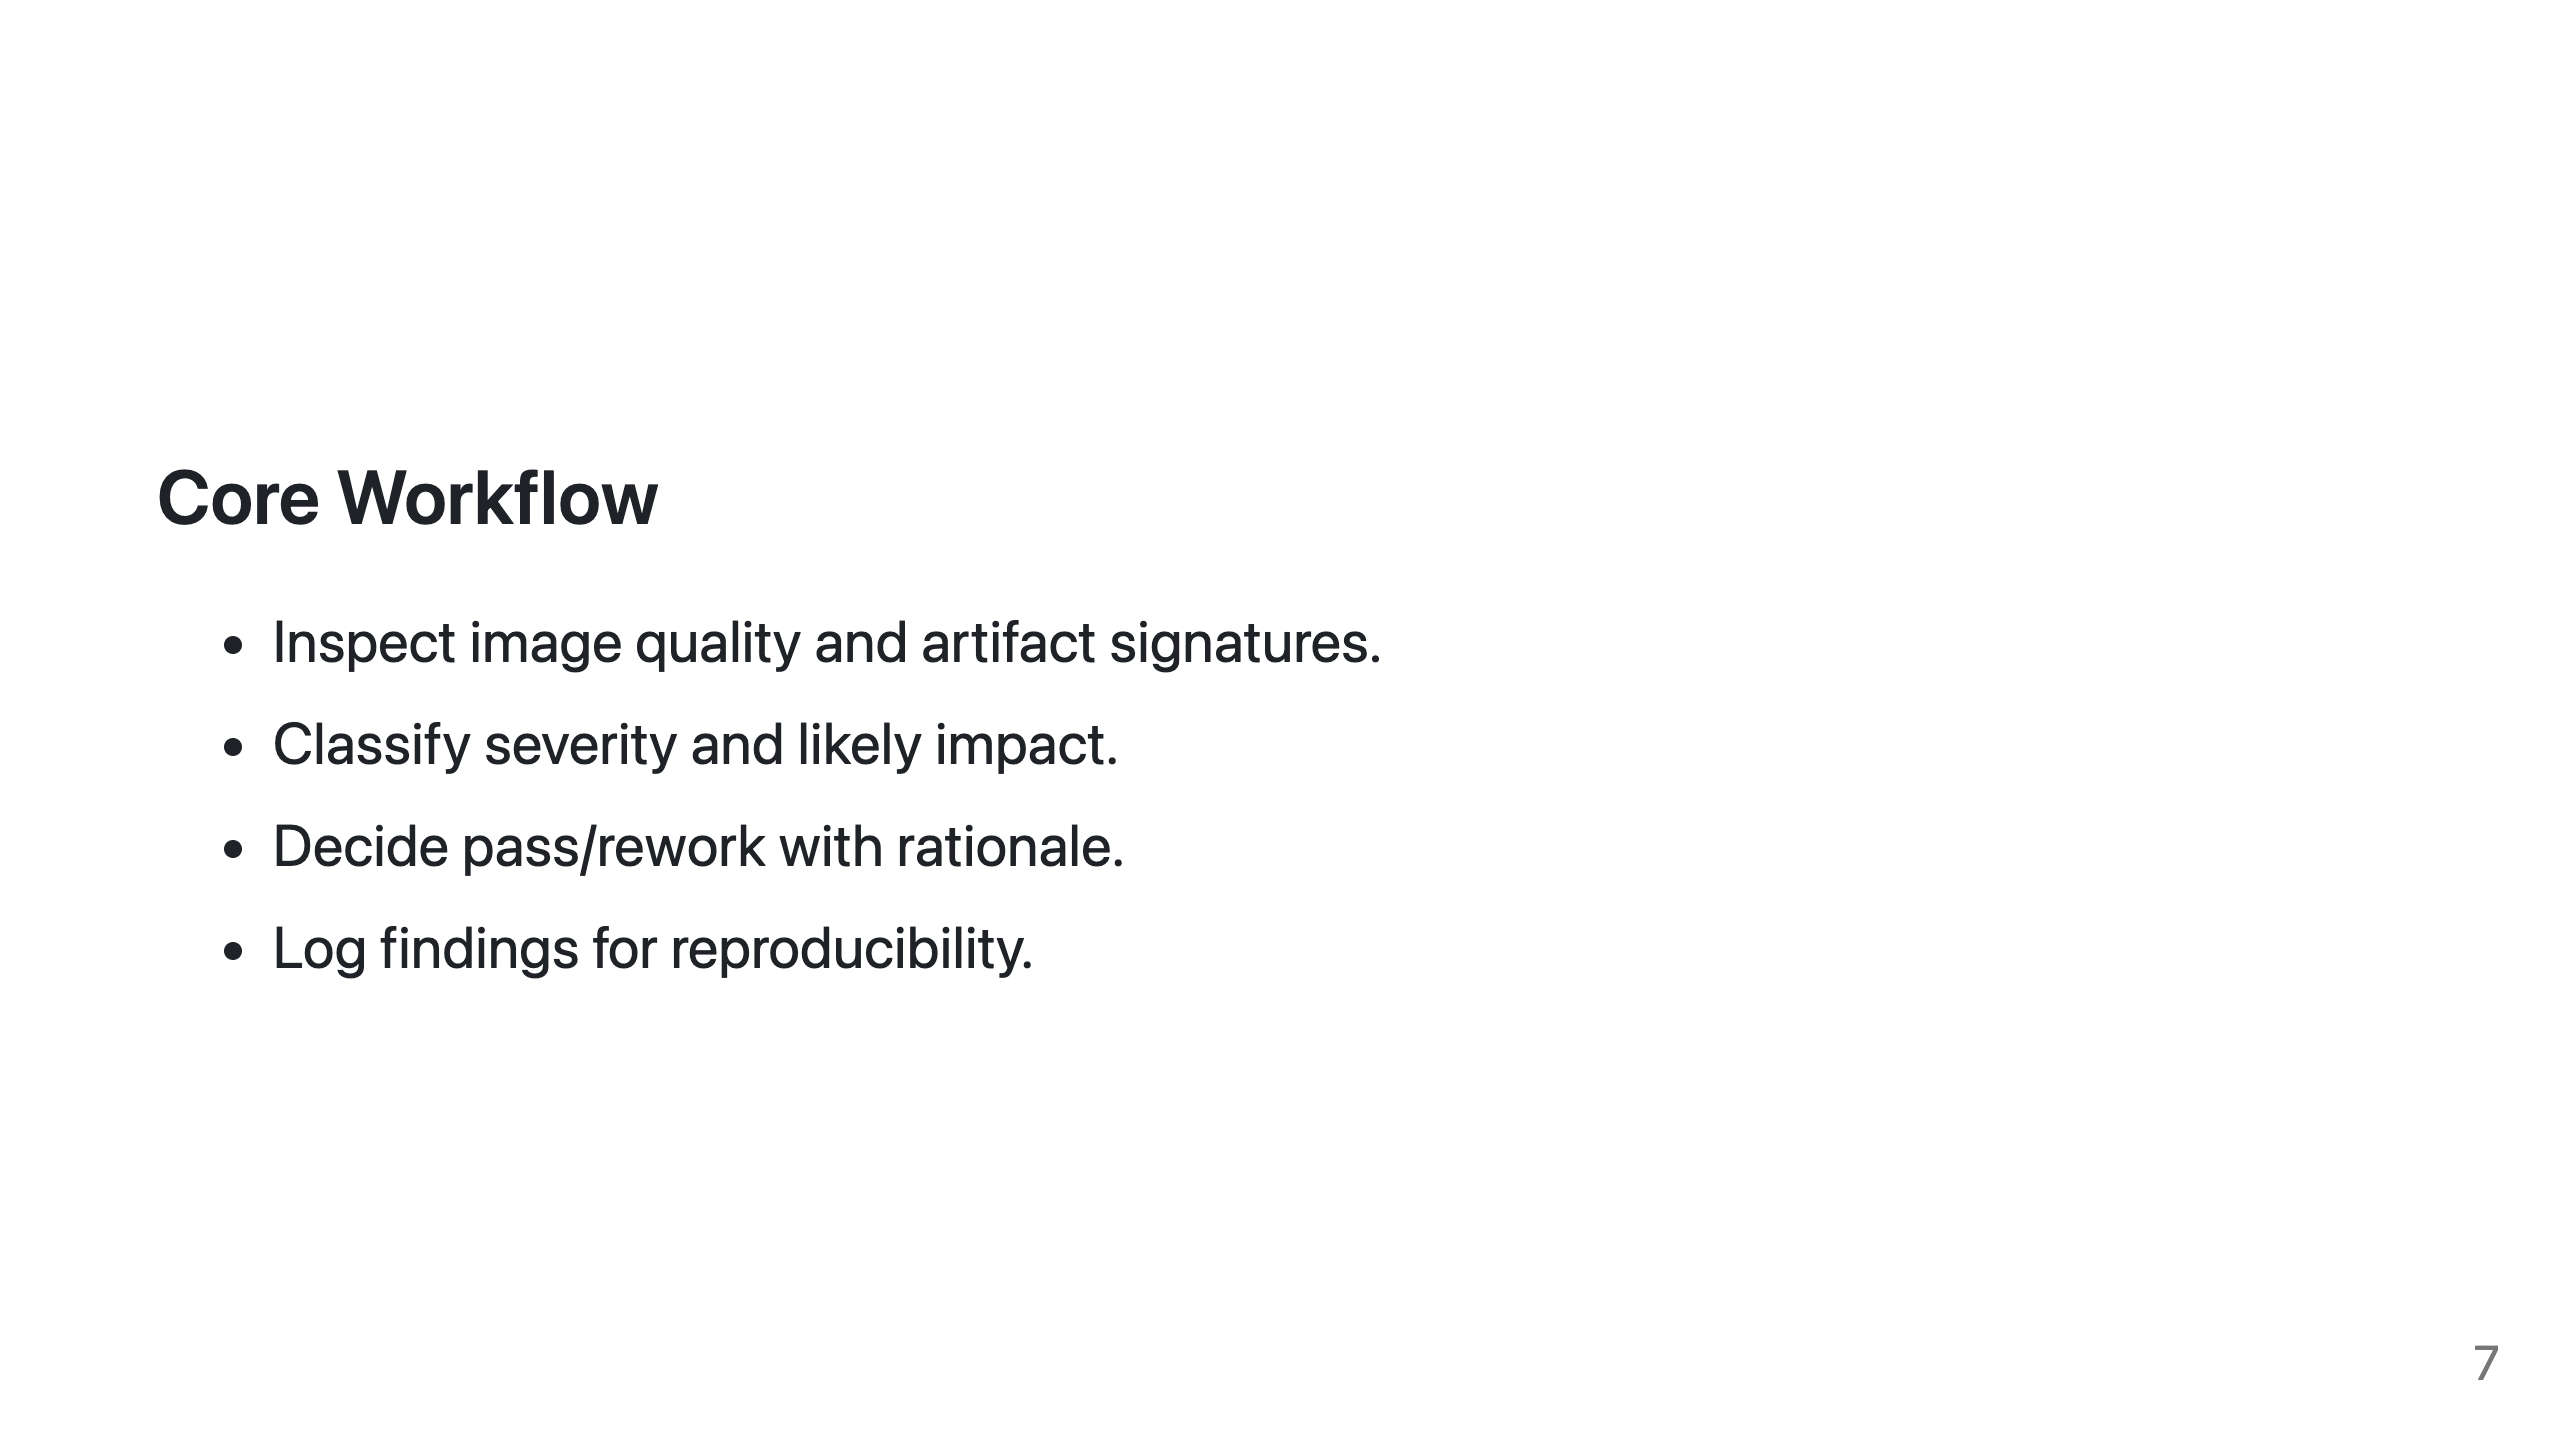 Core Workflow
• Inspect image quality and artifact signatures.
• Classify severity and likely impact.
• Decide pass/rework with rationale.
• Log findings for reproducibility.
7